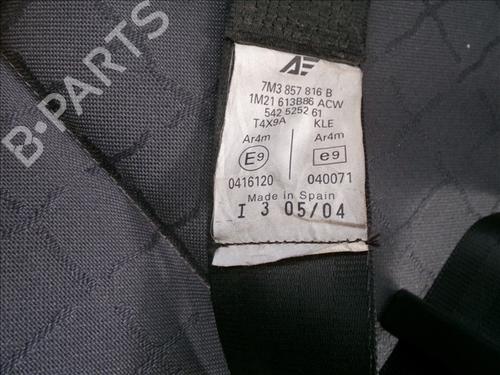 B-PARTS
AE
7M3 857 816 B
1M21 613B86 ACW
542 5252 61
T4X9A KLE
Ar4m Ar4m
E9 e9
0416120 040071
Made in Spain
I 3 05/04